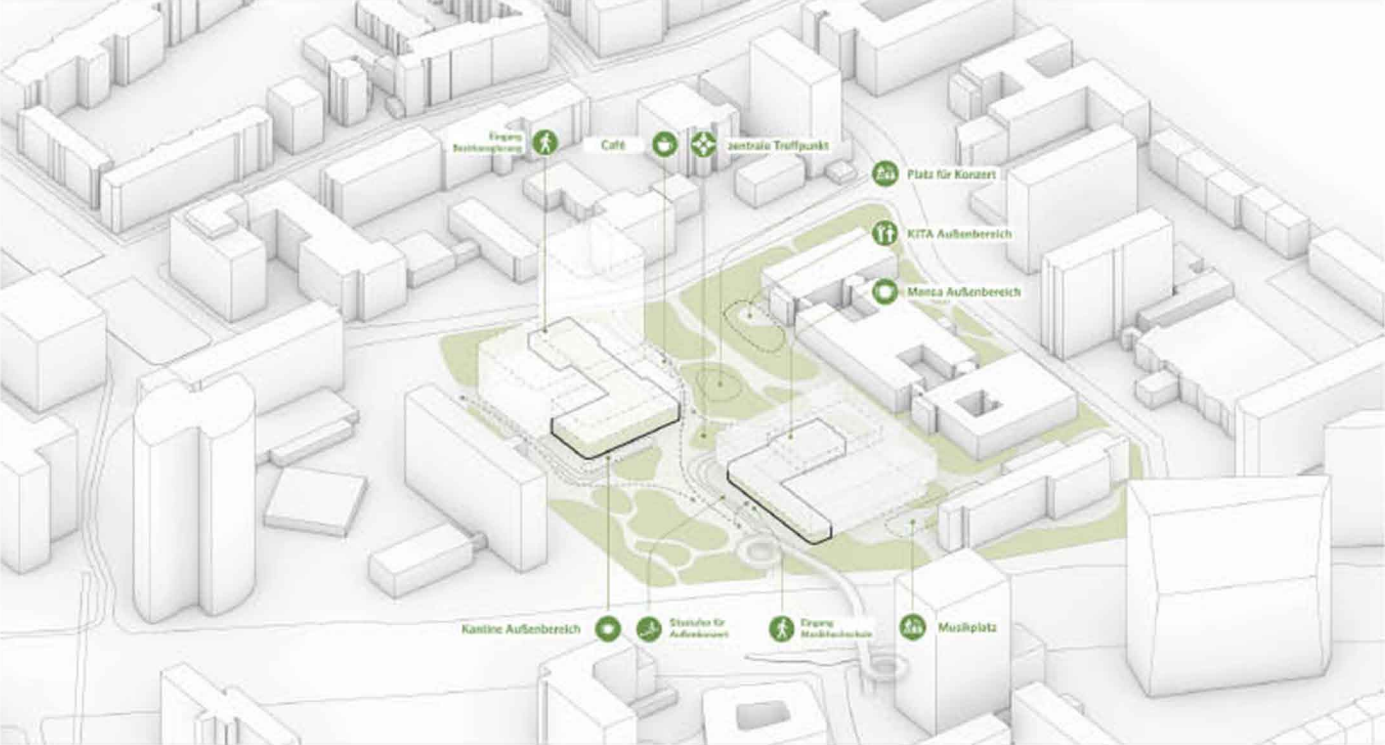 Eingang
Bezirksregierung
Café
zentrale Treffpunkt
Platz für Konzert
KITA Außenbereich
Mensa Außenbereich
Kantine Außenbereich
Sitzstufen für
Außenkonzert
Eingang
Musikhochschule
Musikplatz